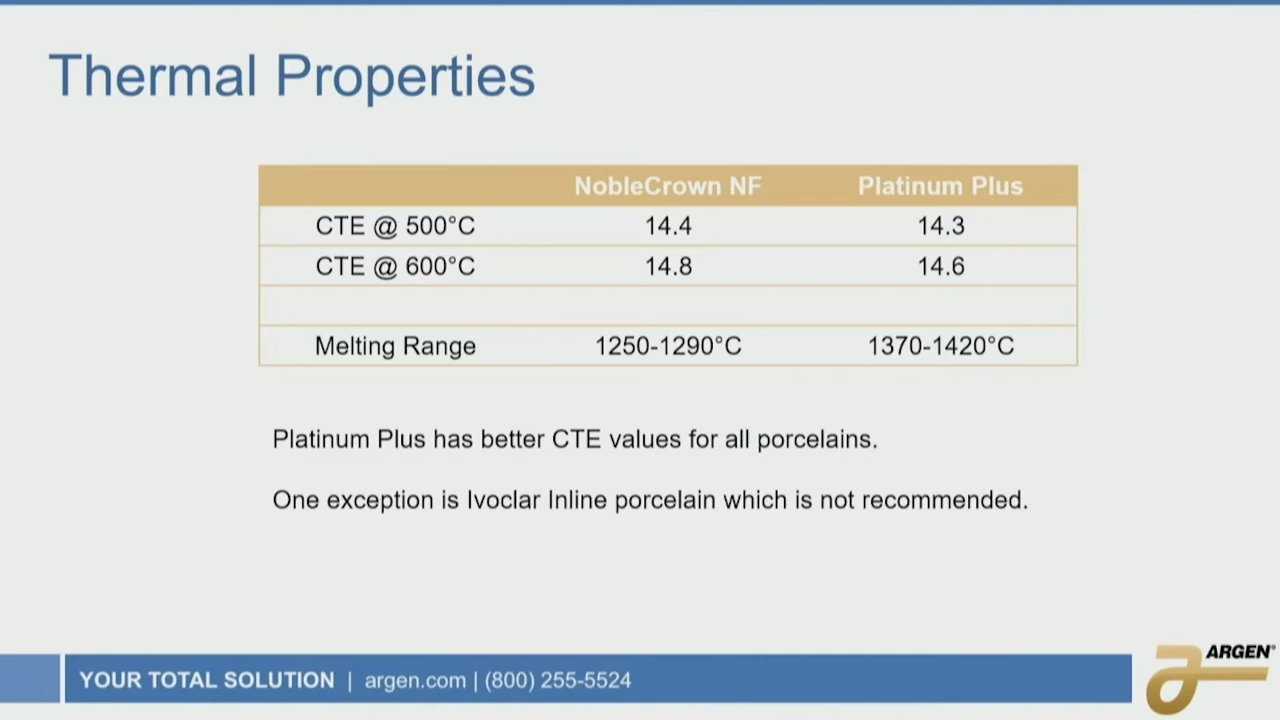 Thermal Properties
NobleCrown NF Platinum Plus
CTE @ 500°C 14.4 14.3
CTE @ 600°C 14.8 14.6
Melting Range 1250-1290°C 1370-1420°C
Platinum Plus has better CTE values for all porcelains.
One exception is Ivoclar Inline porcelain which is not recommended.
YOUR TOTAL SOLUTION | argen.com | (800) 255-5524
ARGEN®